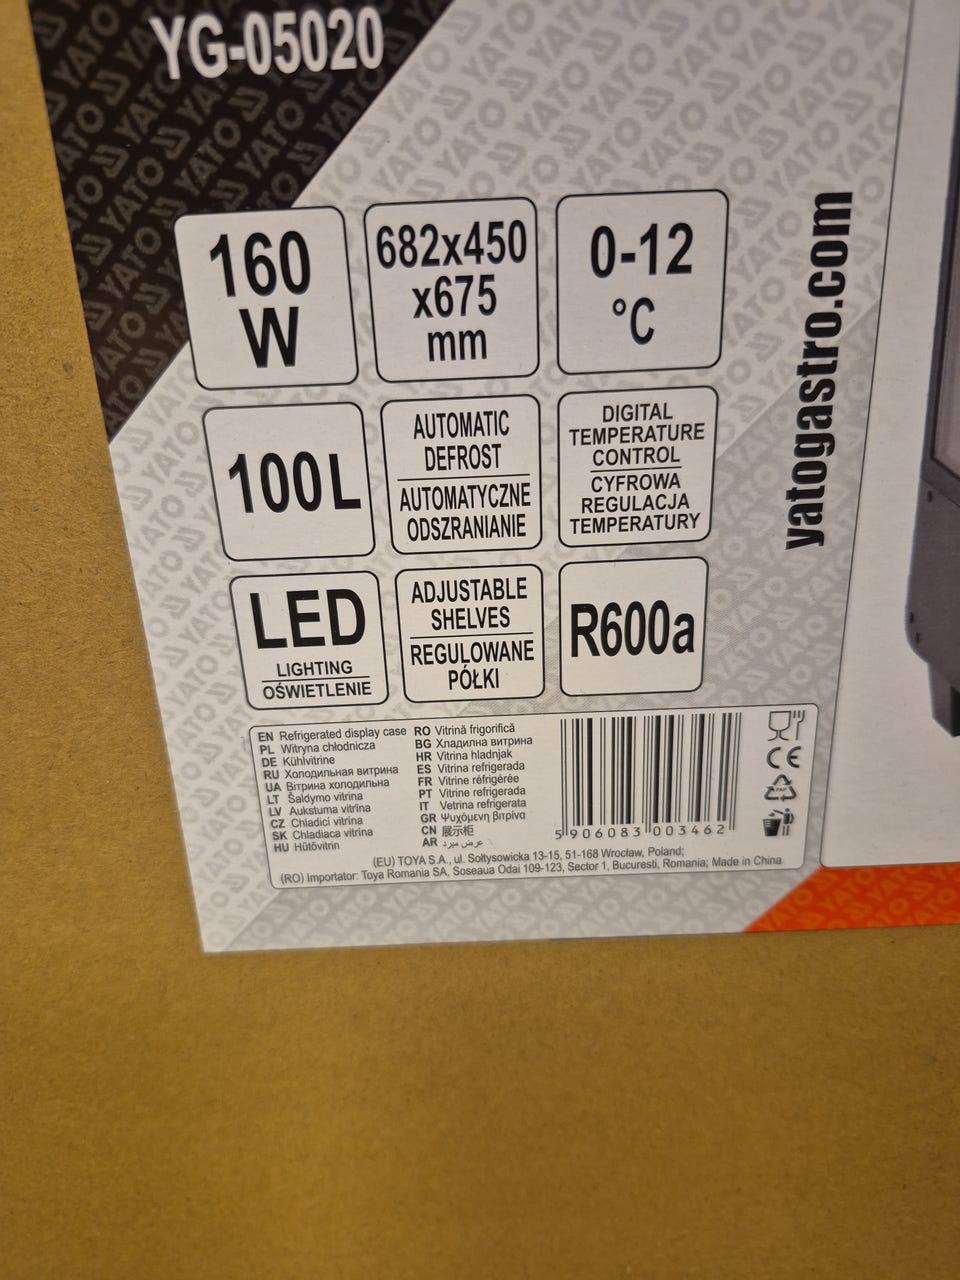 YG-05020
160
W
682x450
x675
mm
0-12
°C
100L
AUTOMATIC
DEFROST
AUTOMATYCZNE
ODSZRANIANIE
DIGITAL
TEMPERATURE
CONTROL
CYFROWA
REGULACJA
TEMPERATURY
LED
LIGHTING
OŚWIETLENIE
ADJUSTABLE
SHELVES
REGULOWANE
PÓŁKI
R600a
yatogastro.com
EN Refrigerated display case
PL Witryna chłodnicza
DE Kühlvitrine
RU Холодильная витрина
UA Вітрина холодильна
LT Šaldymo vitrina
LV Aukstuma vitrina
CZ Chladicí vitrina
SK Chladiaca vitrina
HU Hűtővitrin
RO Vitrină frigorifică
BG Хладилна витрина
HR Vitrina hladnjak
ES Vitrina refrigerada
FR Vitrine réfrigérée
PT Vitrine refrigerada
IT Vetrina refrigerata
GR Ψυχόμενη βιτρίνα
CN 展示柜
AR عرض مبرد
5 906083 003462
CE
PAP
(EU) TOYA S.A., ul. Sołtysowicka 13-15, 51-168 Wrocław, Poland;
(RO) Importator: Toya Romania SA, Soseaua Odai 109-123, Sector 1, Bucuresti, Romania; Made in China